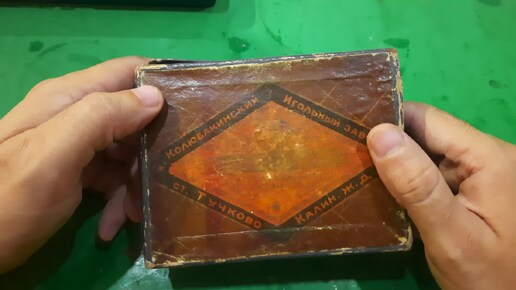 Колюбакинский
Игольный зав
ст. Тучково
Калин. ж. д.